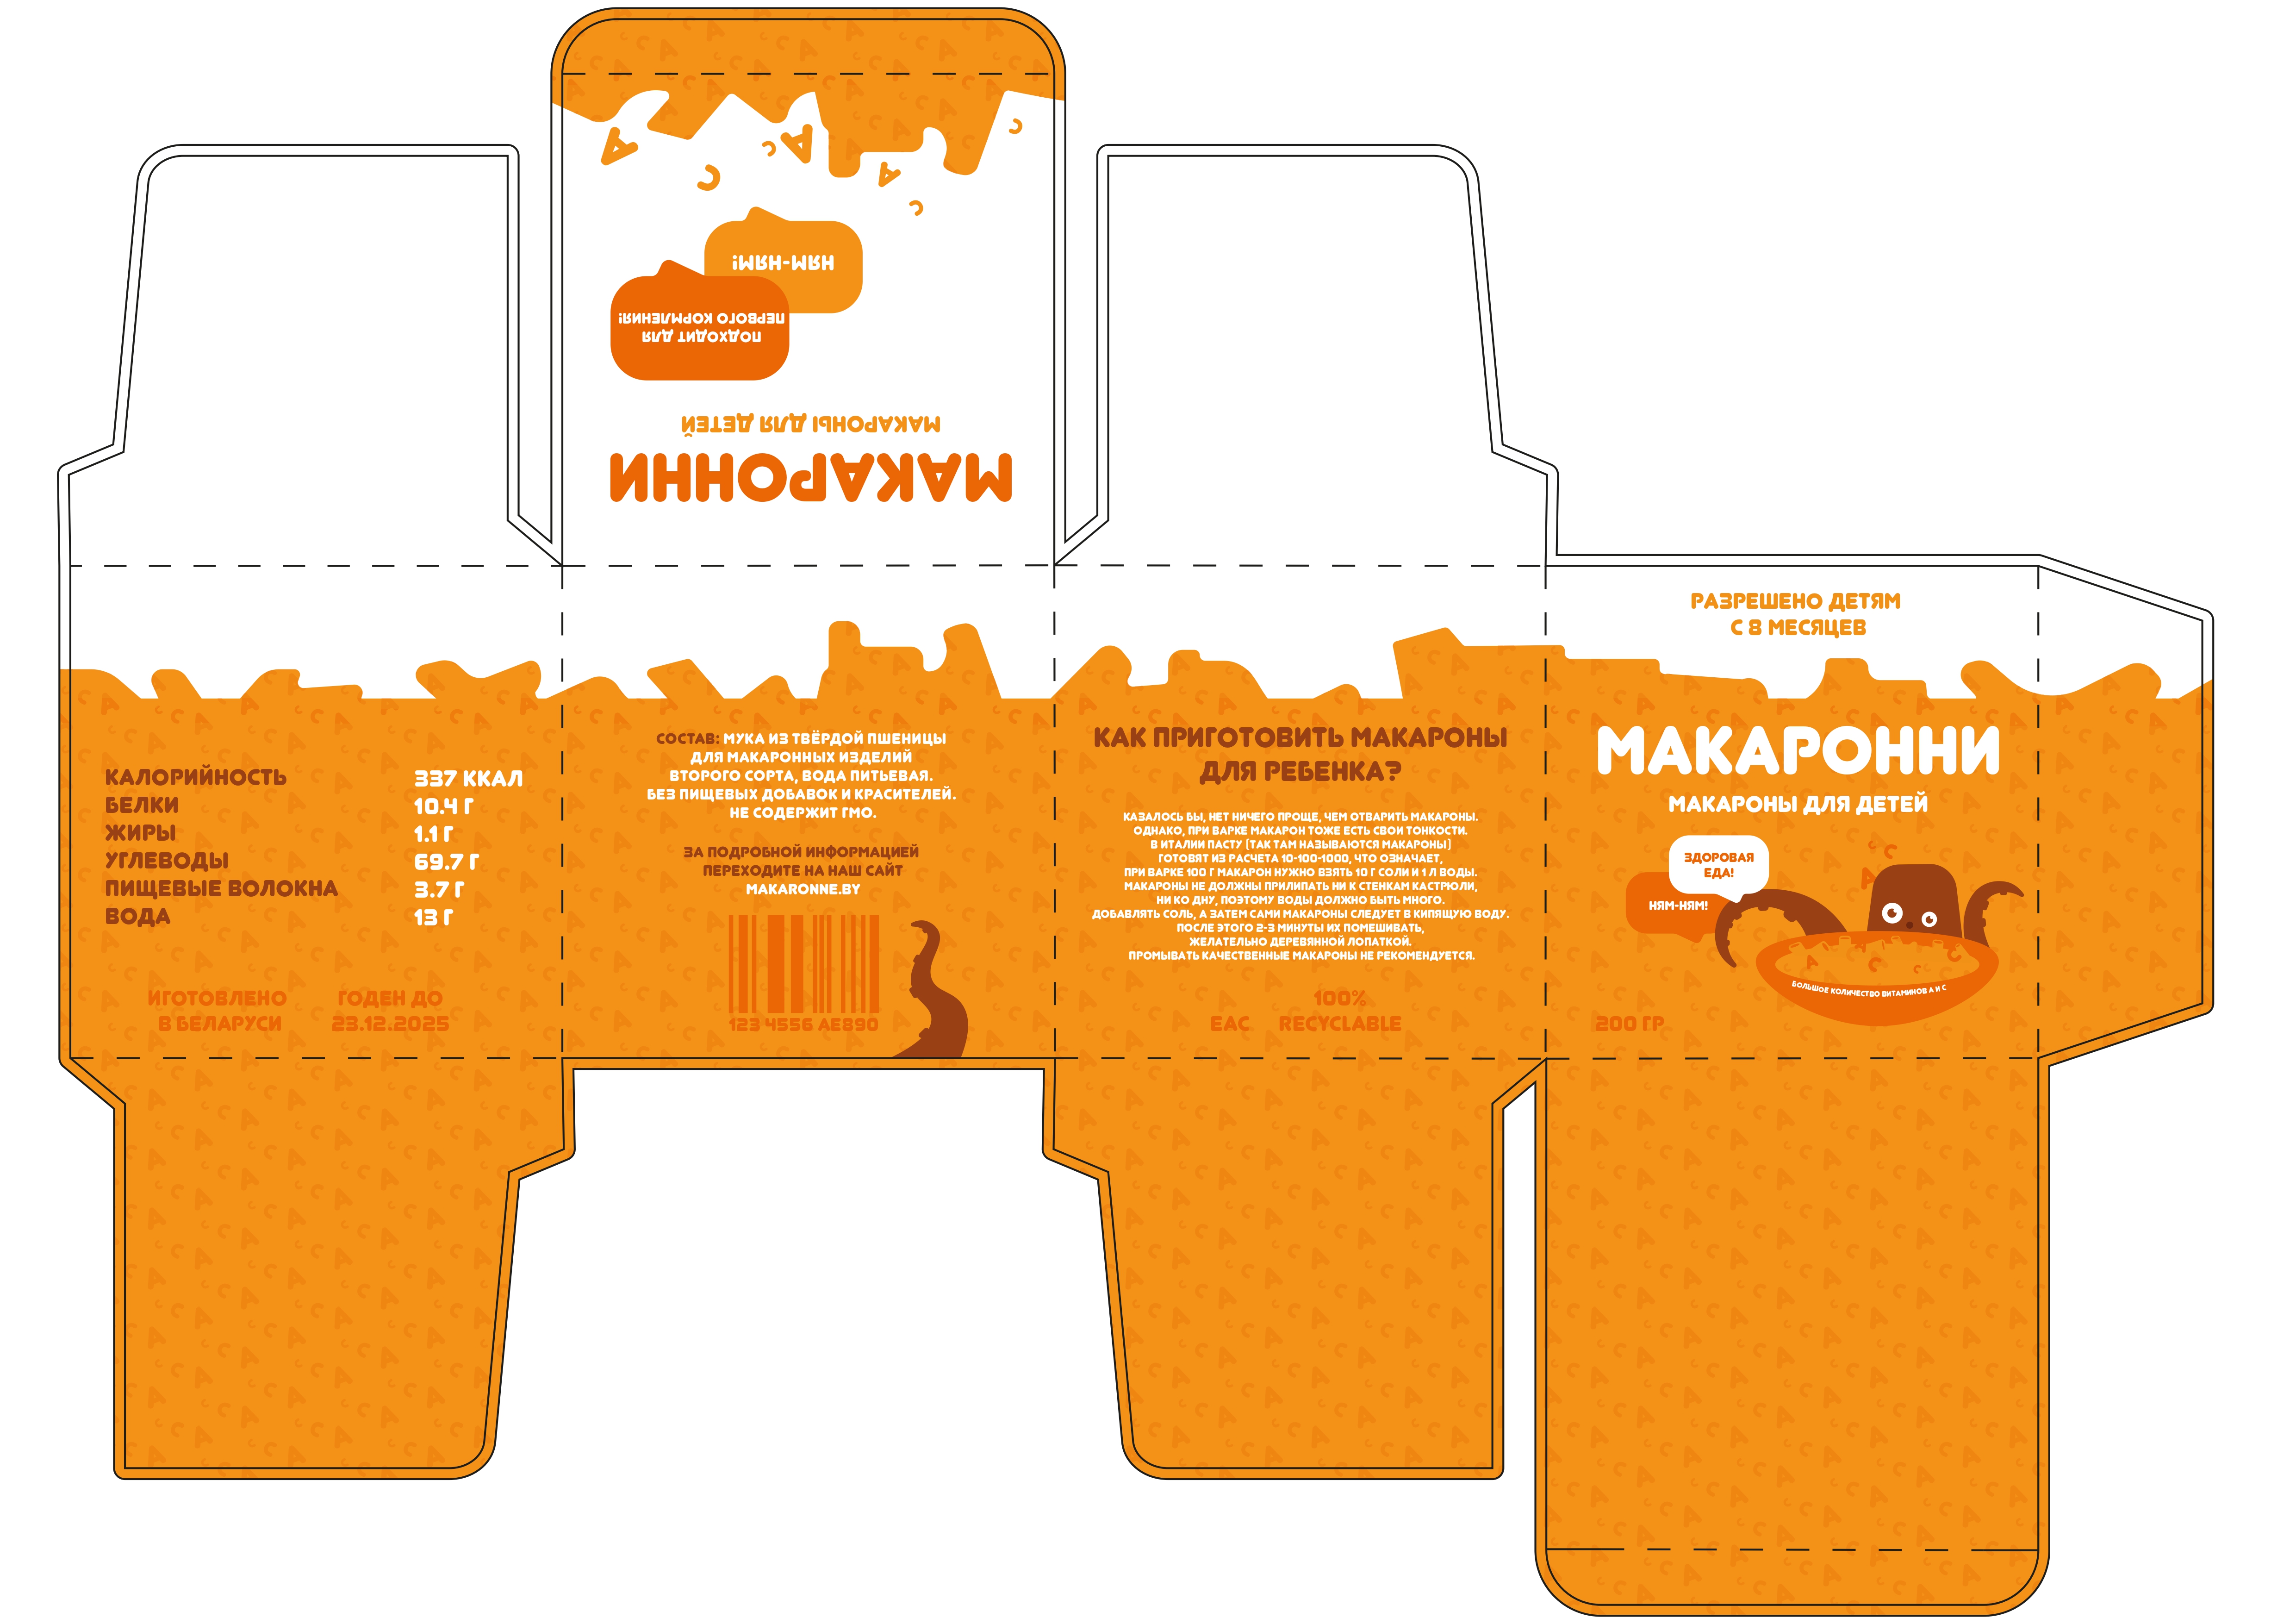 МАКАРОННИ
МАКАРОНЫ ДЛЯ ДЕТЕЙ
ПОДХОДИТ ДЛЯ
ПЕРВОГО КОРМЛЕНИЯ!
НЯМ-НЯМ!
КАЛОРИЙНОСТЬ 337 ККАЛ
БЕЛКИ 10.4 Г
ЖИРЫ 1.1 Г
УГЛЕВОДЫ 69.7 Г
ПИЩЕВЫЕ ВОЛОКНА 3.7 Г
ВОДА 13 Г
ИГОТОВЛЕНО
В БЕЛАРУСИ
ГОДЕН ДО
23.12.2025
СОСТАВ: МУКА ИЗ ТВЁРДОЙ ПШЕНИЦЫ
ДЛЯ МАКАРОННЫХ ИЗДЕЛИЙ
ВТОРОГО СОРТА, ВОДА ПИТЬЕВАЯ.
БЕЗ ПИЩЕВЫХ ДОБАВОК И КРАСИТЕЛЕЙ.
НЕ СОДЕРЖИТ ГМО.
ЗА ПОДРОБНОЙ ИНФОРМАЦИЕЙ
ПЕРЕХОДИТЕ НА НАШ САЙТ
MAKARONNE.BY
123 4556 AE890
КАК ПРИГОТОВИТЬ МАКАРОНЫ
ДЛЯ РЕБЕНКА?
КАЗАЛОСЬ БЫ, НЕТ НИЧЕГО ПРОЩЕ, ЧЕМ ОТВАРИТЬ МАКАРОНЫ.
ОДНАКО, ПРИ ВАРКЕ МАКАРОН ТОЖЕ ЕСТЬ СВОИ ТОНКОСТИ.
В ИТАЛИИ ПАСТУ (ТАК ТАМ НАЗЫВАЮТСЯ МАКАРОНЫ)
ГОТОВЯТ ИЗ РАСЧЕТА 10-100-1000, ЧТО ОЗНАЧАЕТ,
ПРИ ВАРКЕ 100 Г МАКАРОН НУЖНО ВЗЯТЬ 10 Г СОЛИ И 1 Л ВОДЫ.
МАКАРОНЫ НЕ ДОЛЖНЫ ПРИЛИПАТЬ НИ К СТЕНКАМ КАСТРЮЛИ,
НИ КО ДНУ, ПОЭТОМУ ВОДЫ ДОЛЖНО БЫТЬ МНОГО.
ДОБАВЛЯТЬ СОЛЬ, А ЗАТЕМ САМИ МАКАРОНЫ СЛЕДУЕТ В КИПЯЩУЮ ВОДУ.
ПОСЛЕ ЭТОГО 2-3 МИНУТЫ ИХ ПОМЕШИВАТЬ,
ЖЕЛАТЕЛЬНО ДЕРЕВЯННОЙ ЛОПАТКОЙ.
ПРОМЫВАТЬ КАЧЕСТВЕННЫЕ МАКАРОНЫ НЕ РЕКОМЕНДУЕТСЯ.
EAC
100%
RECYCLABLE
РАЗРЕШЕНО ДЕТЯМ
С 8 МЕСЯЦЕВ
МАКАРОННИ
МАКАРОНЫ ДЛЯ ДЕТЕЙ
ЗДОРОВАЯ
ЕДА!
НЯМ-НЯМ!
БОЛЬШОЕ КОЛИЧЕСТВО ВИТАМИНОВ А И С
200 ГР